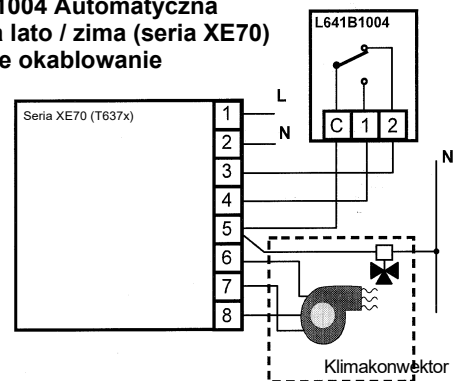 1004 Automatyczna
lato / zima (seria XE70)
e okablowanie
L641B1004
Seria XE70 (T637x)
L
N
1
2
3
4
5
6
7
8
C 1 2
N
Klimakonwektor